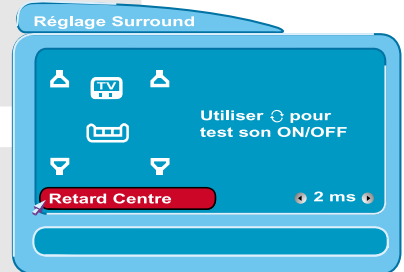 Réglage Surround
TV
Utiliser pour
test son ON/OFF
Retard Centre
2 ms